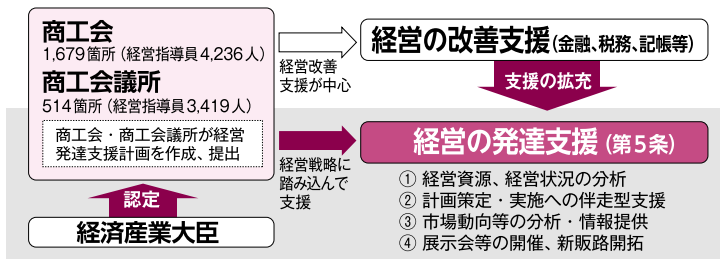 商工会
1,679箇所（経営指導員4,236人）
商工会議所
514箇所（経営指導員3,419人）
商工会・商工会議所が経営
発達支援計画を作成、提出
認定
経済産業大臣
経営改善
支援が中心
経営戦略に
踏み込んで
支援
経営の改善支援（金融、税務、記帳等）
支援の拡充
経営の発達支援（第5条）
① 経営資源、経営状況の分析
② 計画策定・実施への伴走型支援
③ 市場動向等の分析・情報提供
④ 展示会等の開催、新販路開拓